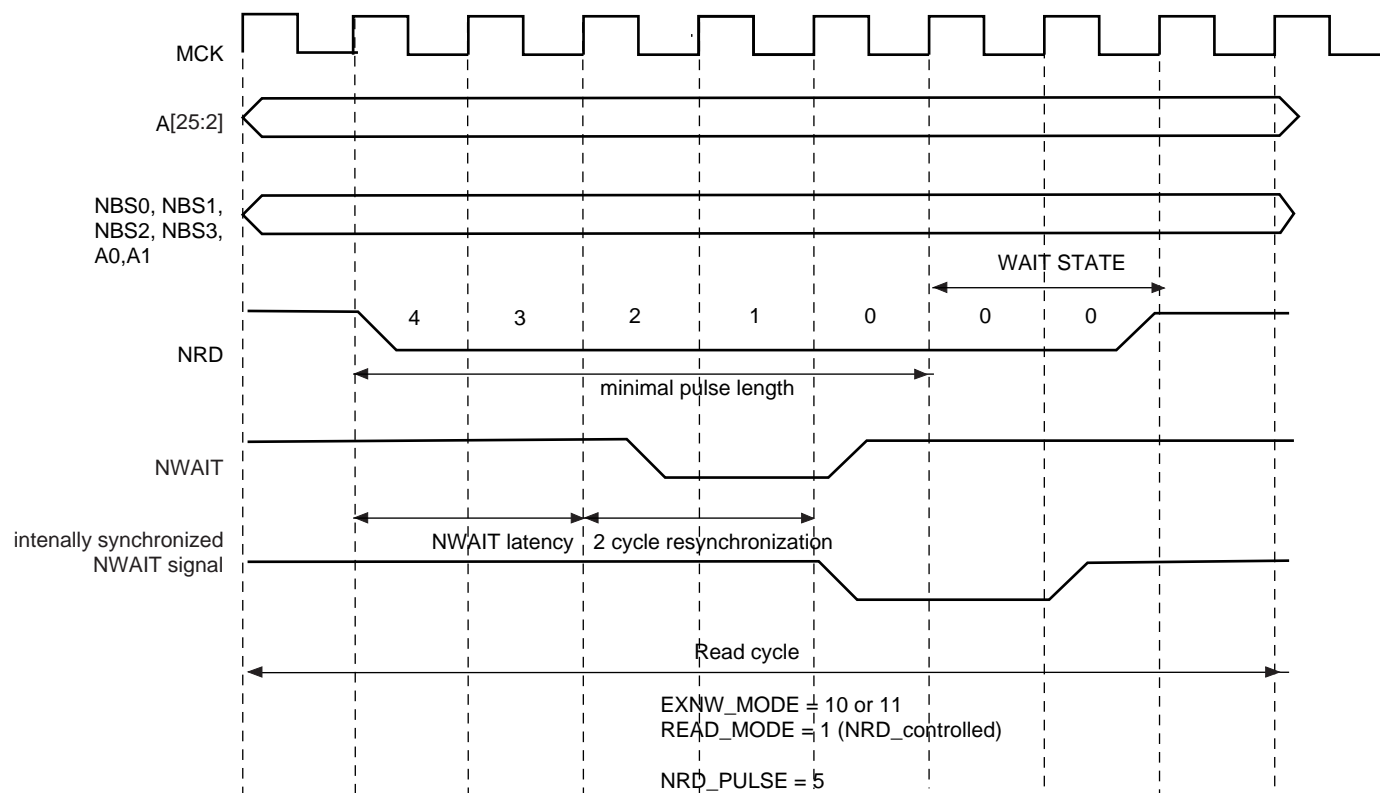 MCK
A[25:2]
NBS0, NBS1,
NBS2, NBS3,
A0,A1
WAIT STATE
4 3 2 1 0 0 0
NRD
minimal pulse length
NWAIT
NWAIT latency 2 cycle resynchronization
intenally synchronized
NWAIT signal
Read cycle
EXNW_MODE = 10 or 11
READ_MODE = 1 (NRD_controlled)
NRD_PULSE = 5